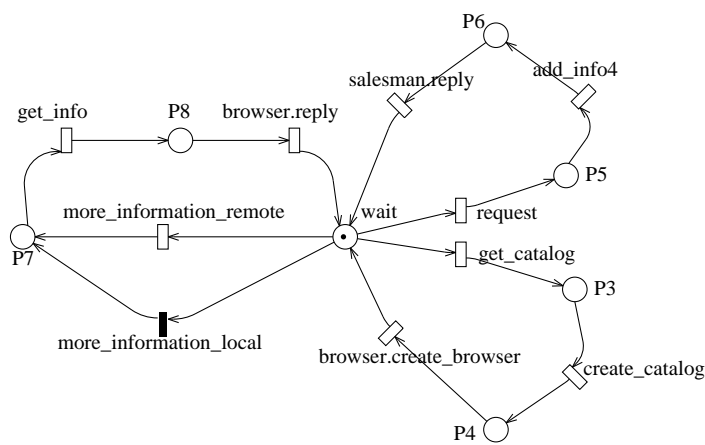 P6
salesman.reply
add_info4
get_info
P8
browser.reply
P5
more_information_remote
wait
request
P7
get_catalog
P3
more_information_local
browser.create_browser
create_catalog
P4